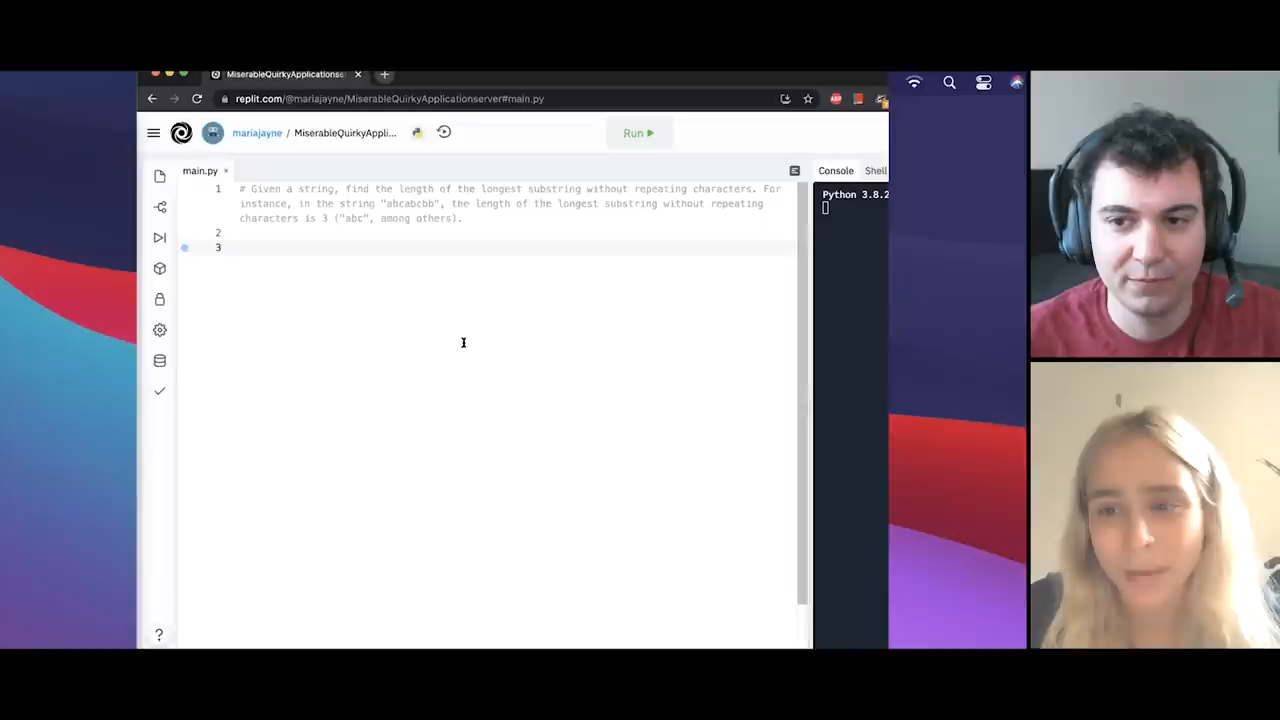 MiserableQuirkyApplicationse
replit.com/@mariajayne/MiserableQuirkyApplicationserver#main.py
mariajayne / MiserableQuirkyAppli...
Run
main.py
Console
Shell
1 # Given a string, find the length of the longest substring without repeating characters. For
instance, in the string "abcabcbb", the length of the longest substring without repeating
characters is 3 ("abc", among others).
2
3
Python 3.8.2
?